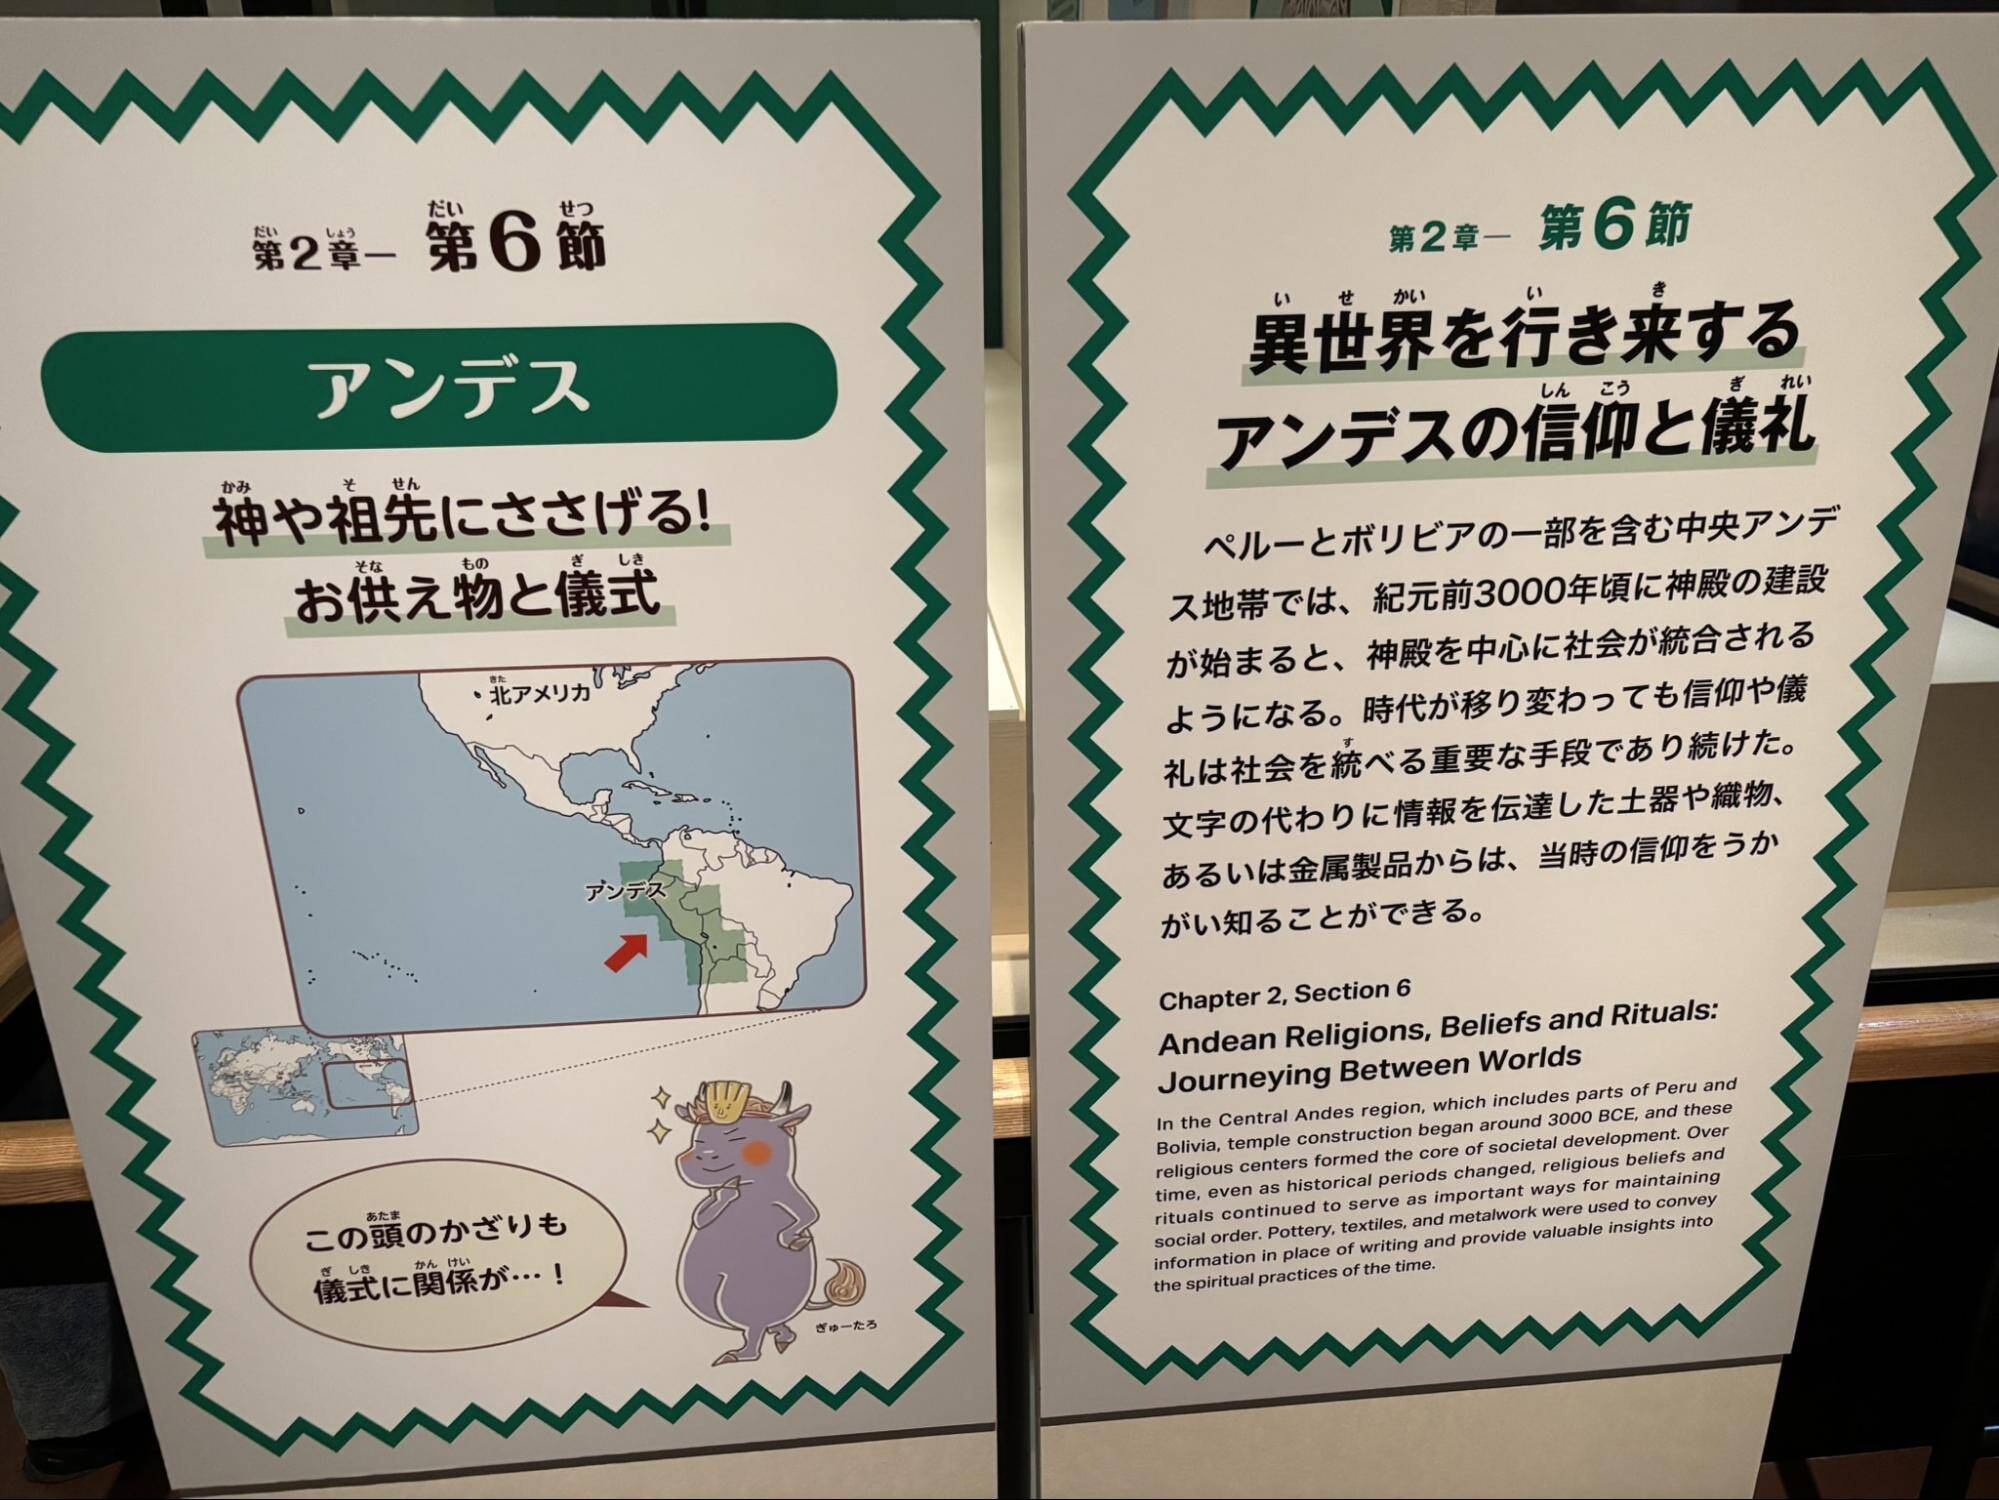 第2章― 第6節
アンデス
神や祖先にささげる!
お供え物と儀式
北アメリカ
アンデス
この頭のかざりも
儀式に関係が…!
ぎゅーたろ
第2章― 第6節
異世界を行き来する
アンデスの信仰と儀礼
ペルーとボリビアの一部を含む中央アンデ
ス地帯では、紀元前3000年頃に神殿の建設
が始まると、神殿を中心に社会が統合される
ようになる。時代が移り変わっても信仰や儀
礼は社会を統べる重要な手段であり続けた。
文字の代わりに情報を伝達した土器や織物、
あるいは金属製品からは、当時の信仰をうか
がい知ることができる。
Chapter 2, Section 6
Andean Religions, Beliefs and Rituals:
Journeying Between Worlds
In the Central Andes region, which includes parts of Peru and
Bolivia, temple construction began around 3000 BCE, and these
religious centers formed the core of societal development. Over
time, even as historical periods changed, religious beliefs and
rituals continued to serve as important ways for maintaining
social order. Pottery, textiles, and metalwork were used to convey
information in place of writing and provide valuable insights into
the spiritual practices of the time.